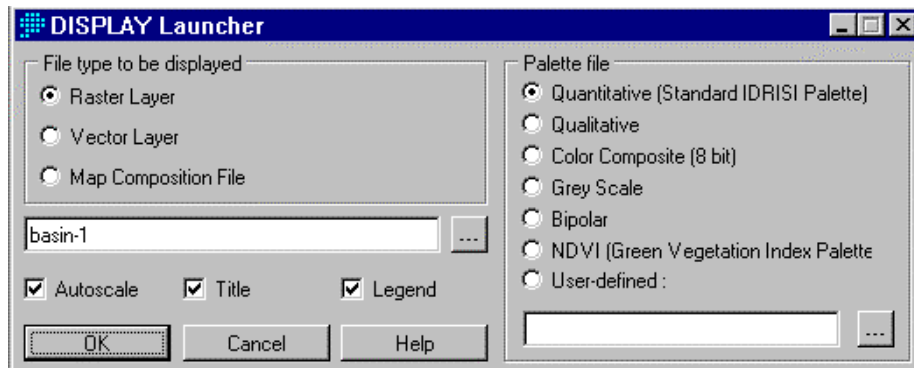 DISPLAY Launcher
File type to be displayed
Raster Layer
Vector Layer
Map Composition File
basin-1
...
Autoscale
Title
Legend
OK
Cancel
Help
Palette file
Quantitative (Standard IDRISI Palette)
Qualitative
Color Composite (8 bit)
Grey Scale
Bipolar
NDVI (Green Vegetation Index Palette
User-defined :
...